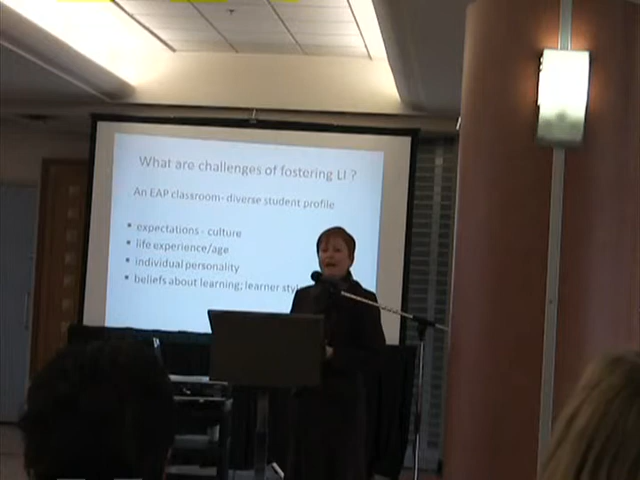 What are challenges of fostering LI ?
An EAP classroom- diverse student profile
▪ expectations - culture
▪ life experience/age
▪ individual personality
▪ beliefs about learning; learner